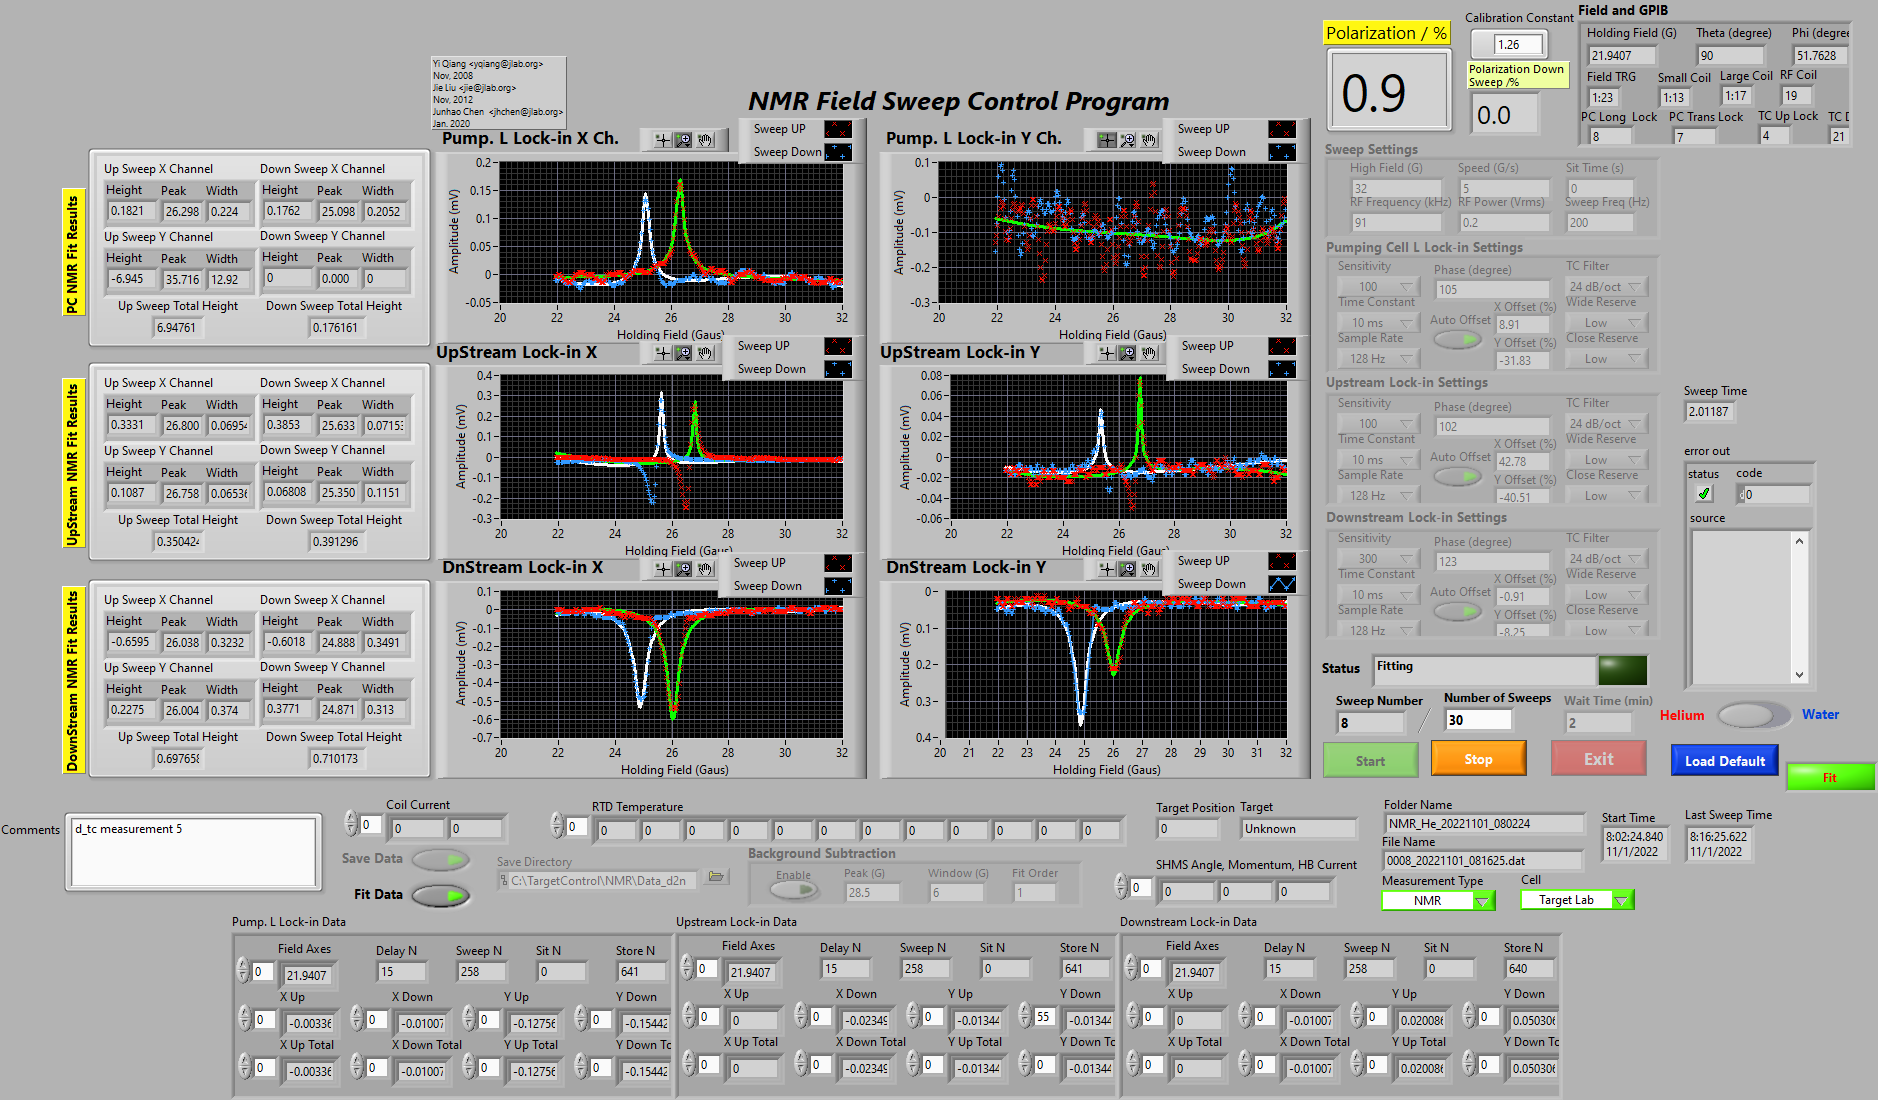 Yi Qiang <yqiang@jlab.org>
Nov, 2008
Jie Liu <jie@jlab.org>
Nov, 2012
Junhao Chen <jhchen@jlab.org>
Jan. 2020
NMR Field Sweep Control Program
Polarization / %
0.9
Calibration Constant
1.26
Polarization Down
Sweep /%
0.0
Field and GPIB
Holding Field (G) Theta (degree) Phi (degree
21.9407 90 51.7628
Field TRG Small Coil Large Coil RF Coil
1:23 1:13 1:17 19
PC Long Lock PC Trans Lock TC Up Lock TC D
8 7 4 21
PC NMR Fit Results
Up Sweep X Channel Down Sweep X Channel
Height Peak Width Height Peak Width
0.1821 26.298 0.224 0.1762 25.098 0.2052
Up Sweep Y Channel Down Sweep Y Channel
Height Peak Width Height Peak Width
-6.945 35.716 12.92 0 0.000 0
Up Sweep Total Height Down Sweep Total Height
6.94761 0.176161
UpStream NMR Fit Results
Up Sweep X Channel Down Sweep X Channel
Height Peak Width Height Peak Width
0.3331 26.800 0.06954 0.3853 25.633 0.0715
Up Sweep Y Channel Down Sweep Y Channel
Height Peak Width Height Peak Width
0.1087 26.758 0.06536 0.06808 25.350 0.1151
Up Sweep Total Height Down Sweep Total Height
0.350424 0.391296
DownStream NMR Fit Results
Up Sweep X Channel Down Sweep X Channel
Height Peak Width Height Peak Width
-0.6595 26.038 0.3232 -0.6018 24.888 0.3491
Up Sweep Y Channel Down Sweep Y Channel
Height Peak Width Height Peak Width
0.2275 26.004 0.374 0.3771 24.871 0.313
Up Sweep Total Height Down Sweep Total Height
0.697658 0.710173
Pump. L Lock-in X Ch.
Sweep UP
Sweep Down
Amplitude (mV)
0.2
0.15
0.1
0.05
0
-0.05
20 22 24 26 28 30 32
Holding Field (Gaus)
Pump. L Lock-in Y Ch.
Sweep UP
Sweep Down
Amplitude (mV)
0.1
0
-0.1
-0.2
-0.3
20 22 24 26 28 30 32
Holding Field (Gaus)
UpStream Lock-in X
Sweep UP
Sweep Down
Amplitude (mV)
0.4
0.3
0.2
0.1
0
-0.1
-0.2
-0.3
20 22 24 26 28 30 32
Holding Field (Gaus)
UpStream Lock-in Y
Sweep UP
Sweep Down
Amplitude (mV)
0.08
0.06
0.04
0.02
0
-0.02
-0.04
-0.06
20 22 24 26 28 30 32
Holding Field (Gaus)
DnStream Lock-in X
Sweep UP
Sweep Down
Amplitude (mV)
0.1
0
-0.1
-0.2
-0.3
-0.4
-0.5
-0.6
-0.7
20 22 24 26 28 30 32
Holding Field (Gaus)
DnStream Lock-in Y
Sweep UP
Sweep Down
Amplitude (mV)
0
0.1
0.2
0.3
0.4
20 21 22 23 24 25 26 27 28 29 30 31 32
Holding Field (Gaus)
Sweep Settings
High Field (G) Speed (G/s) Sit Time (s)
32 5 0
RF Frequency (kHz) RF Power (Vrms) Sweep Freq (Hz)
91 0.2 200
Pumping Cell L Lock-in Settings
Sensitivity Phase (degree) TC Filter
100 105 24 dB/oct
Time Constant X Offset (%) Wide Reserve
10 ms Auto Offset 8.91 Low
Sample Rate Y Offset (%) Close Reserve
128 Hz -31.83 Low
Upstream Lock-in Settings
Sensitivity Phase (degree) TC Filter
100 102 24 dB/oct
Time Constant X Offset (%) Wide Reserve
10 ms Auto Offset 42.78 Low
Sample Rate Y Offset (%) Close Reserve
128 Hz -40.51 Low
Downstream Lock-in Settings
Sensitivity Phase (degree) TC Filter
300 123 24 dB/oct
Time Constant X Offset (%) Wide Reserve
10 ms Auto Offset -0.91 Low
Sample Rate Y Offset (%) Close Reserve
128 Hz -8.25 Low
Sweep Time
2.01187
error out
status code
0
source
Status Fitting
Sweep Number Number of Sweeps Wait Time (min)
8 / 30 2
Helium Water
Start Stop Exit Load Default Fit
Comments d_tc measurement 5
Coil Current
0 0 0
Save Data
Fit Data
RTD Temperature
0 0 0 0 0 0 0 0 0 0 0 0 0
Save Directory
C:\TargetControl\NMR\Data_d2n
Background Subtraction
Enable Peak (G) Window (G) Fit Order
28.5 6 1
Target Position Target
0 Unknown
SHMS Angle, Momentum, HB Current
0 0 0 0
Folder Name
NMR_He_20221101_080224
File Name
0008_20221101_081625.dat
Measurement Type Cell
NMR Target Lab
Start Time
8:02:24.840
11/1/2022
Last Sweep Time
8:16:25.622
11/1/2022
Pump. L Lock-in Data
Field Axes Delay N Sweep N Sit N Store N
0 21.9407 15 258 0 641
X Up X Down Y Up Y Down
0 -0.00336 0 -0.01007 0 -0.12756 0 -0.15442
X Up Total X Down Total Y Up Total Y Down To
0 -0.00336 0 -0.01007 0 -0.12756 0 -0.15442
Upstream Lock-in Data
Field Axes Delay N Sweep N Sit N Store N
0 21.9407 15 258 0 641
X Up X Down Y Up Y Down
0 0 0 -0.02349 0 -0.01344 55 -0.01344
X Up Total X Down Total Y Up Total Y Down To
0 0 0 -0.02349 0 -0.01344 0 -0.01344
Downstream Lock-in Data
Field Axes Delay N Sweep N Sit N Store N
0 21.9407 15 258 0 640
X Up X Down Y Up Y Down
0 0 0 -0.01007 0 0.020086 0 0.050306
X Up Total X Down Total Y Up Total Y Down To
0 0 0 -0.01007 0 0.020086 0 0.050306